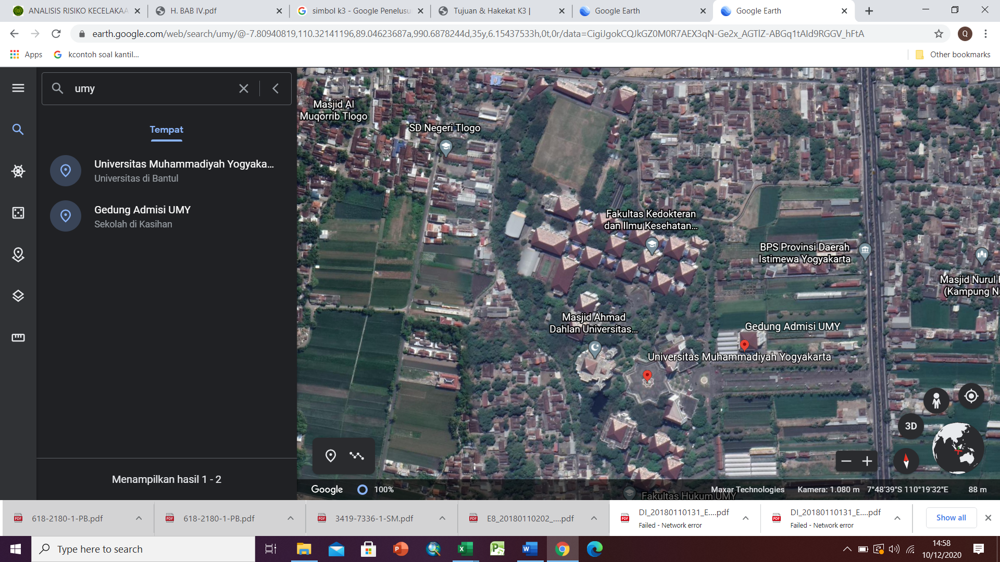 ANALISIS RISIKO KECELAKAA
H. BAB IV.pdf
simbol k3 - Google Penelusu
Tujuan & Hakekat K3 |
Google Earth
Google Earth
earth.google.com/web/search/umy/@-7.80940819,110.32141196,89.04623687a,990.6878244d,35y,6.15437533h,0t,0r/data=CigiJgokCQJkGZ0M0R7AEX3qN-Ge2x_AGTlZ-ABGq1tAId9RGGV_hFtA
Q
Apps
kcontoh soal kantil...
Other bookmarks
umy
Tempat
Universitas Muhammadiyah Yogyaka...
Universitas di Bantul
Gedung Admisi UMY
Sekolah di Kasihan
Menampilkan hasil 1 - 2
Masjid Al
Muqorrib Tlogo
SD Negeri Tlogo
Fakultas Kedokteran
dan Ilmu Kesehatan...
BPS Provinsi Daerah
Istimewa Yogyakarta
Masjid Nurul
(Kampung Nu
Masjid Ahmad
Dahlan Universitas...
Gedung Admisi UMY
Universitas Muhammadiyah Yogyakarta
3D
Fakultas Hukum UMY
Google
100%
Maxar Technologies
Kamera: 1.080 m
7°48'39"S 110°19'32"E
88 m
618-2180-1-PB.pdf
618-2180-1-PB.pdf
3419-7336-1-SM.pdf
E8_20180110202_....pdf
DI_20180110131_E....pdf
Failed - Network error
DI_20180110131_E....pdf
Failed - Network error
Show all
Type here to search
14:58
10/12/2020